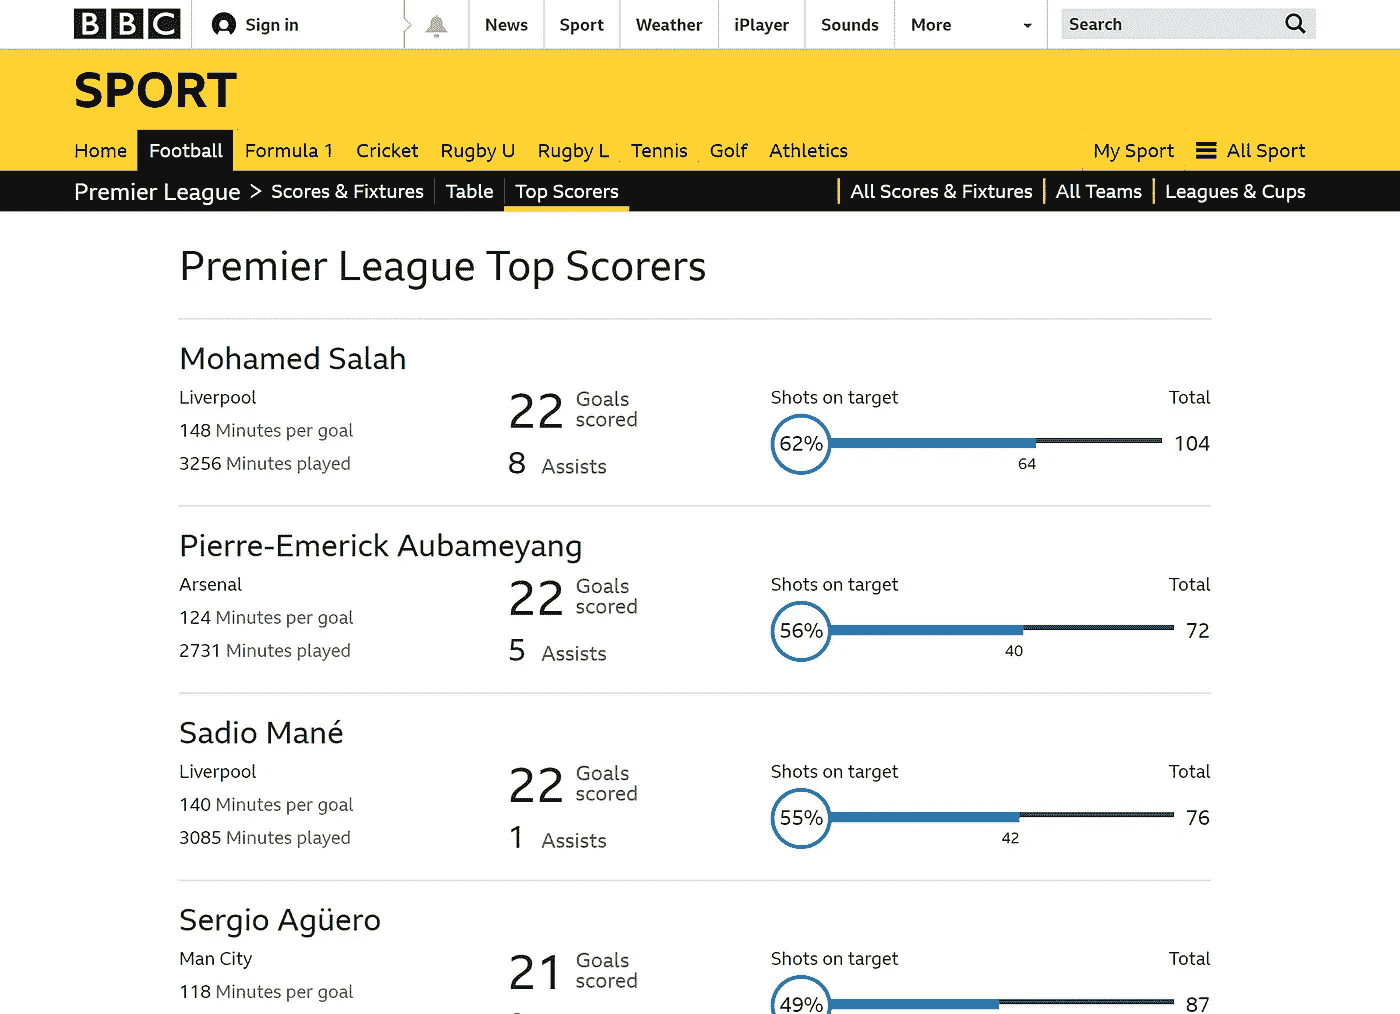 BBC Sign in News Sport Weather iPlayer Sounds More Search
SPORT
Home Football Formula 1 Cricket Rugby U Rugby L Tennis Golf Athletics My Sport All Sport
Premier League > Scores & Fixtures Table Top Scorers All Scores & Fixtures All Teams Leagues & Cups
Premier League Top Scorers
Mohamed Salah
Liverpool
148 Minutes per goal
3256 Minutes played
22 Goals scored
8 Assists
Shots on target Total
62% 104
64
Pierre-Emerick Aubameyang
Arsenal
124 Minutes per goal
2731 Minutes played
22 Goals scored
5 Assists
Shots on target Total
56% 72
40
Sadio Mané
Liverpool
140 Minutes per goal
3085 Minutes played
22 Goals scored
1 Assists
Shots on target Total
55% 76
42
Sergio Agüero
Man City
118 Minutes per goal
21 Goals scored
Shots on target Total
49% 87